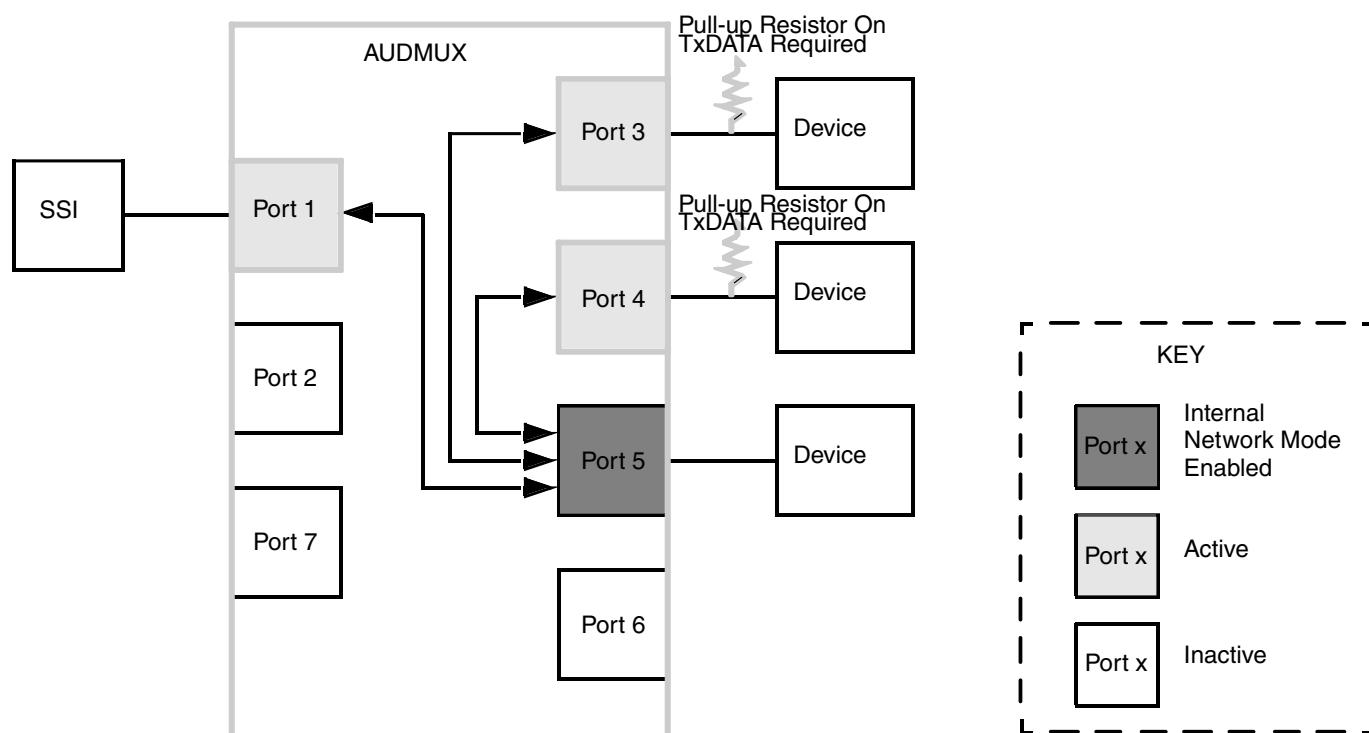 Pull-up Resistor On
TxDATA Required
AUDMUX
Port 3
Device
SSI
Port 1
Pull-up Resistor On
TxDATA Required
Port 4
Device
Port 2
KEY
Port 5
Device
Port x
Internal
Network Mode
Enabled
Port 7
Port x
Active
Port 6
Port x
Inactive